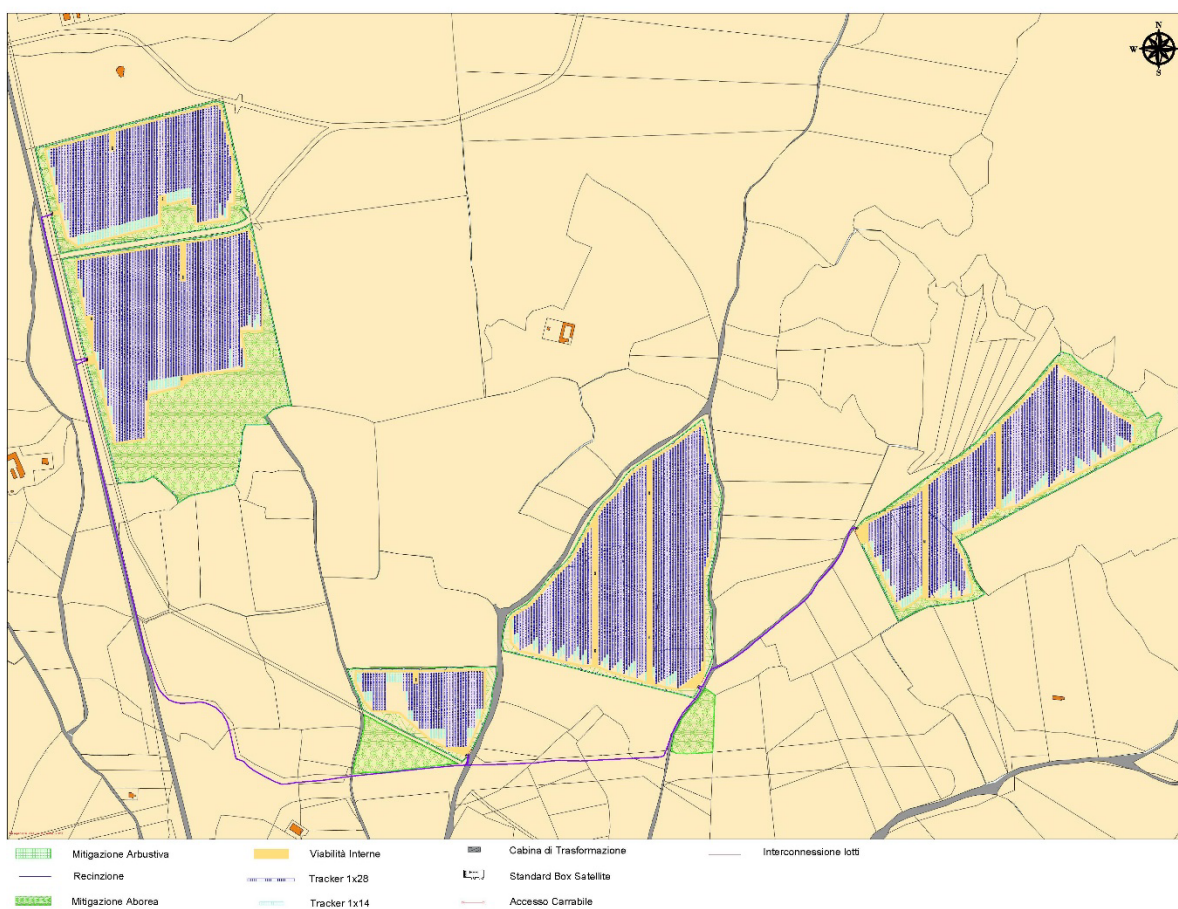 N
W
S
Mitigazione Arbustiva
Viabilità Interne
Cabina di Trasformazione
Interconnessione lotti
Recinzione
Tracker 1x28
Standard Box Satellite
Mitigazione Aborea
Tracker 1x14
Accesso Carrabile